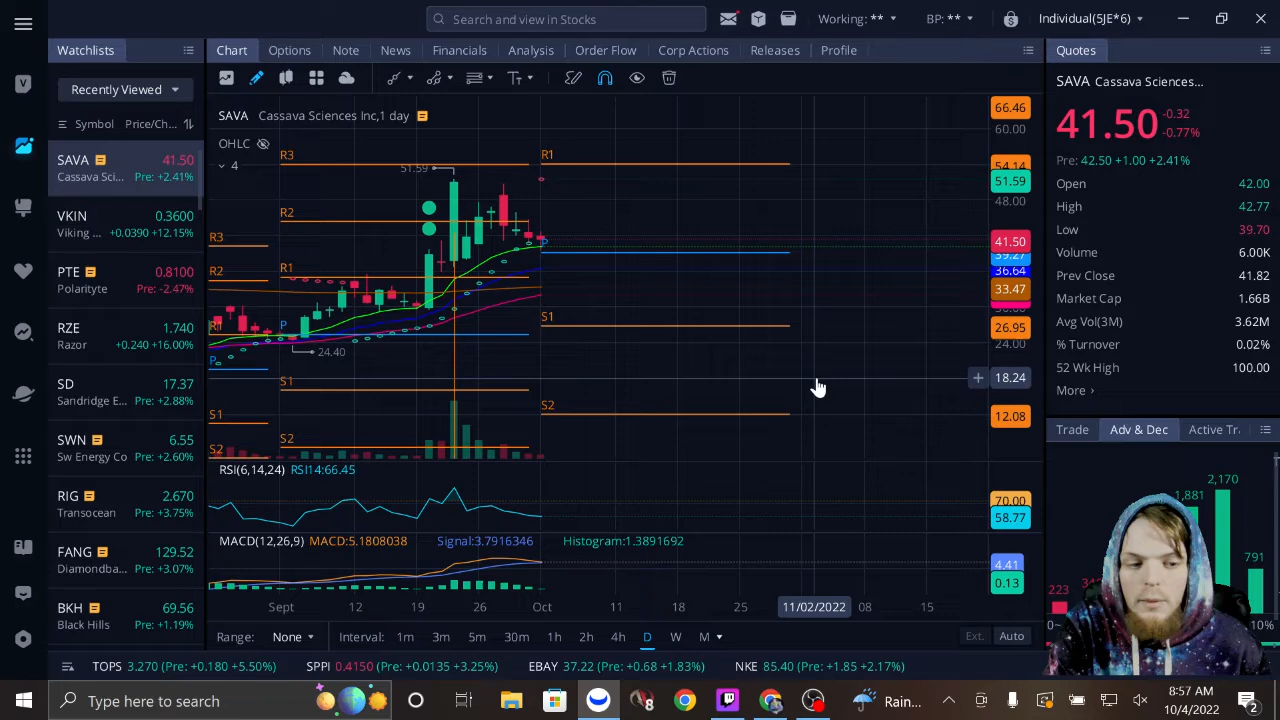 Search and view in Stocks
Working: **
BP: **
Individual(5JE*6)
Watchlists
Chart
Options
Note
News
Financials
Analysis
Order Flow
Corp Actions
Releases
Profile
Quotes
Recently Viewed
Symbol Price/Ch...
SAVA 41.50
Cassava Sci... Pre: +2.41%
VKIN 0.3600
Viking ... +0.0390 +12.15%
PTE 0.8100
Polarityte Pre: -2.47%
RZE 1.740
Razor +0.240 +16.00%
SD 17.37
Sandridge E... Pre: +2.88%
SWN 6.55
Sw Energy Co Pre: +2.60%
RIG 2.670
Transocean Pre: +3.75%
FANG 129.52
Diamondba... Pre: +3.07%
BKH 69.56
Black Hills Pre: +1.19%
SAVA Cassava Sciences Inc,1 day
OHLC
4
R3
51.59
R1
R2
R3
R2
R1
P
S1
R1
P
24.40
P
S1
S2
S1
S2
S2
66.46
60.00
54.14
51.59
48.00
41.50
39.27
36.64
33.47
26.95
24.00
18.24
12.08
RSI(6,14,24) RSI14:66.45
70.00
58.77
MACD(12,26,9) MACD:5.1808038 Signal:3.7916346 Histogram:1.3891692
4.41
0.13
Sept 12 19 26 Oct 11 18 25 11/02/2022 08 15
Range: None Interval: 1m 3m 5m 30m 1h 2h 4h D W M
Ext. Auto
SAVA Cassava Sciences...
41.50 -0.32
-0.77%
Pre: 42.50 +1.00 +2.41%
Open 42.00
High 42.77
Low 39.70
Volume 6.00K
Prev Close 41.82
Market Cap 1.66B
Avg Vol(3M) 3.62M
% Turnover 0.02%
52 Wk High 100.00
More
Trade Adv & Dec Active Tr.
2,170
1,881
791
223
0~
10%
TOPS 3.270 (Pre: +0.180 +5.50%) SPPI 0.4150 (Pre: +0.0135 +3.25%) EBAY 37.22 (Pre: +0.68 +1.83%) NKE 85.40 (Pre: +1.85 +2.17%)
Type here to search
Rain...
8:57 AM
10/4/2022
2